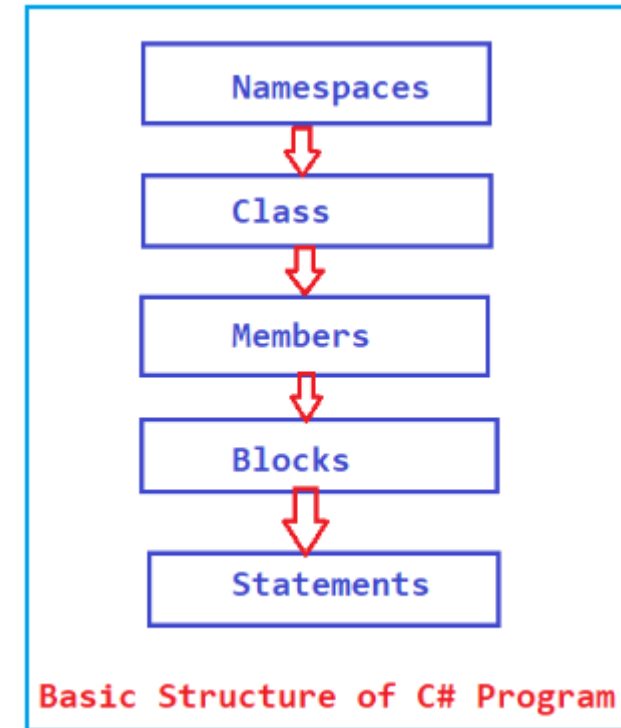 Namespaces
Class
Members
Blocks
Statements
Basic Structure of C# Program